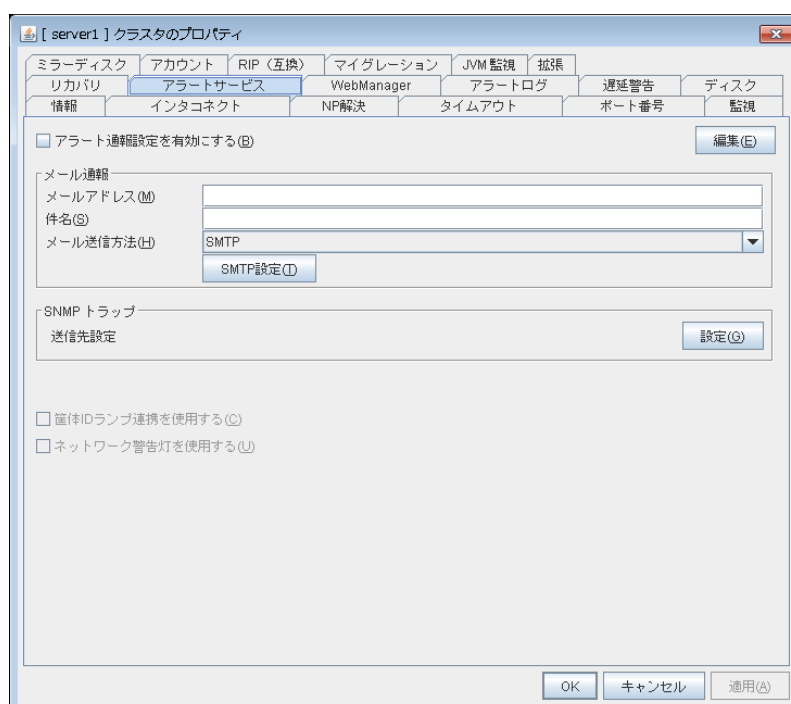 [ server1 ] クラスタのプロパティ
ミラーディスク アカウント RIP（互換） マイグレーション JVM監視 拡張
リカバリ アラートサービス WebManager アラートログ 遅延警告 ディスク
情報 インタコネクト NP解決 タイムアウト ポート番号 監視
アラート通報設定を有効にする(B) 編集(E)
メール通報
メールアドレス(M)
件名(S)
メール送信方法(H) SMTP
SMTP設定(T)
SNMP トラップ
送信先設定 設定(G)
筐体IDランプ連携を使用する(C)
ネットワーク警告灯を使用する(U)
OK キャンセル 適用(A)